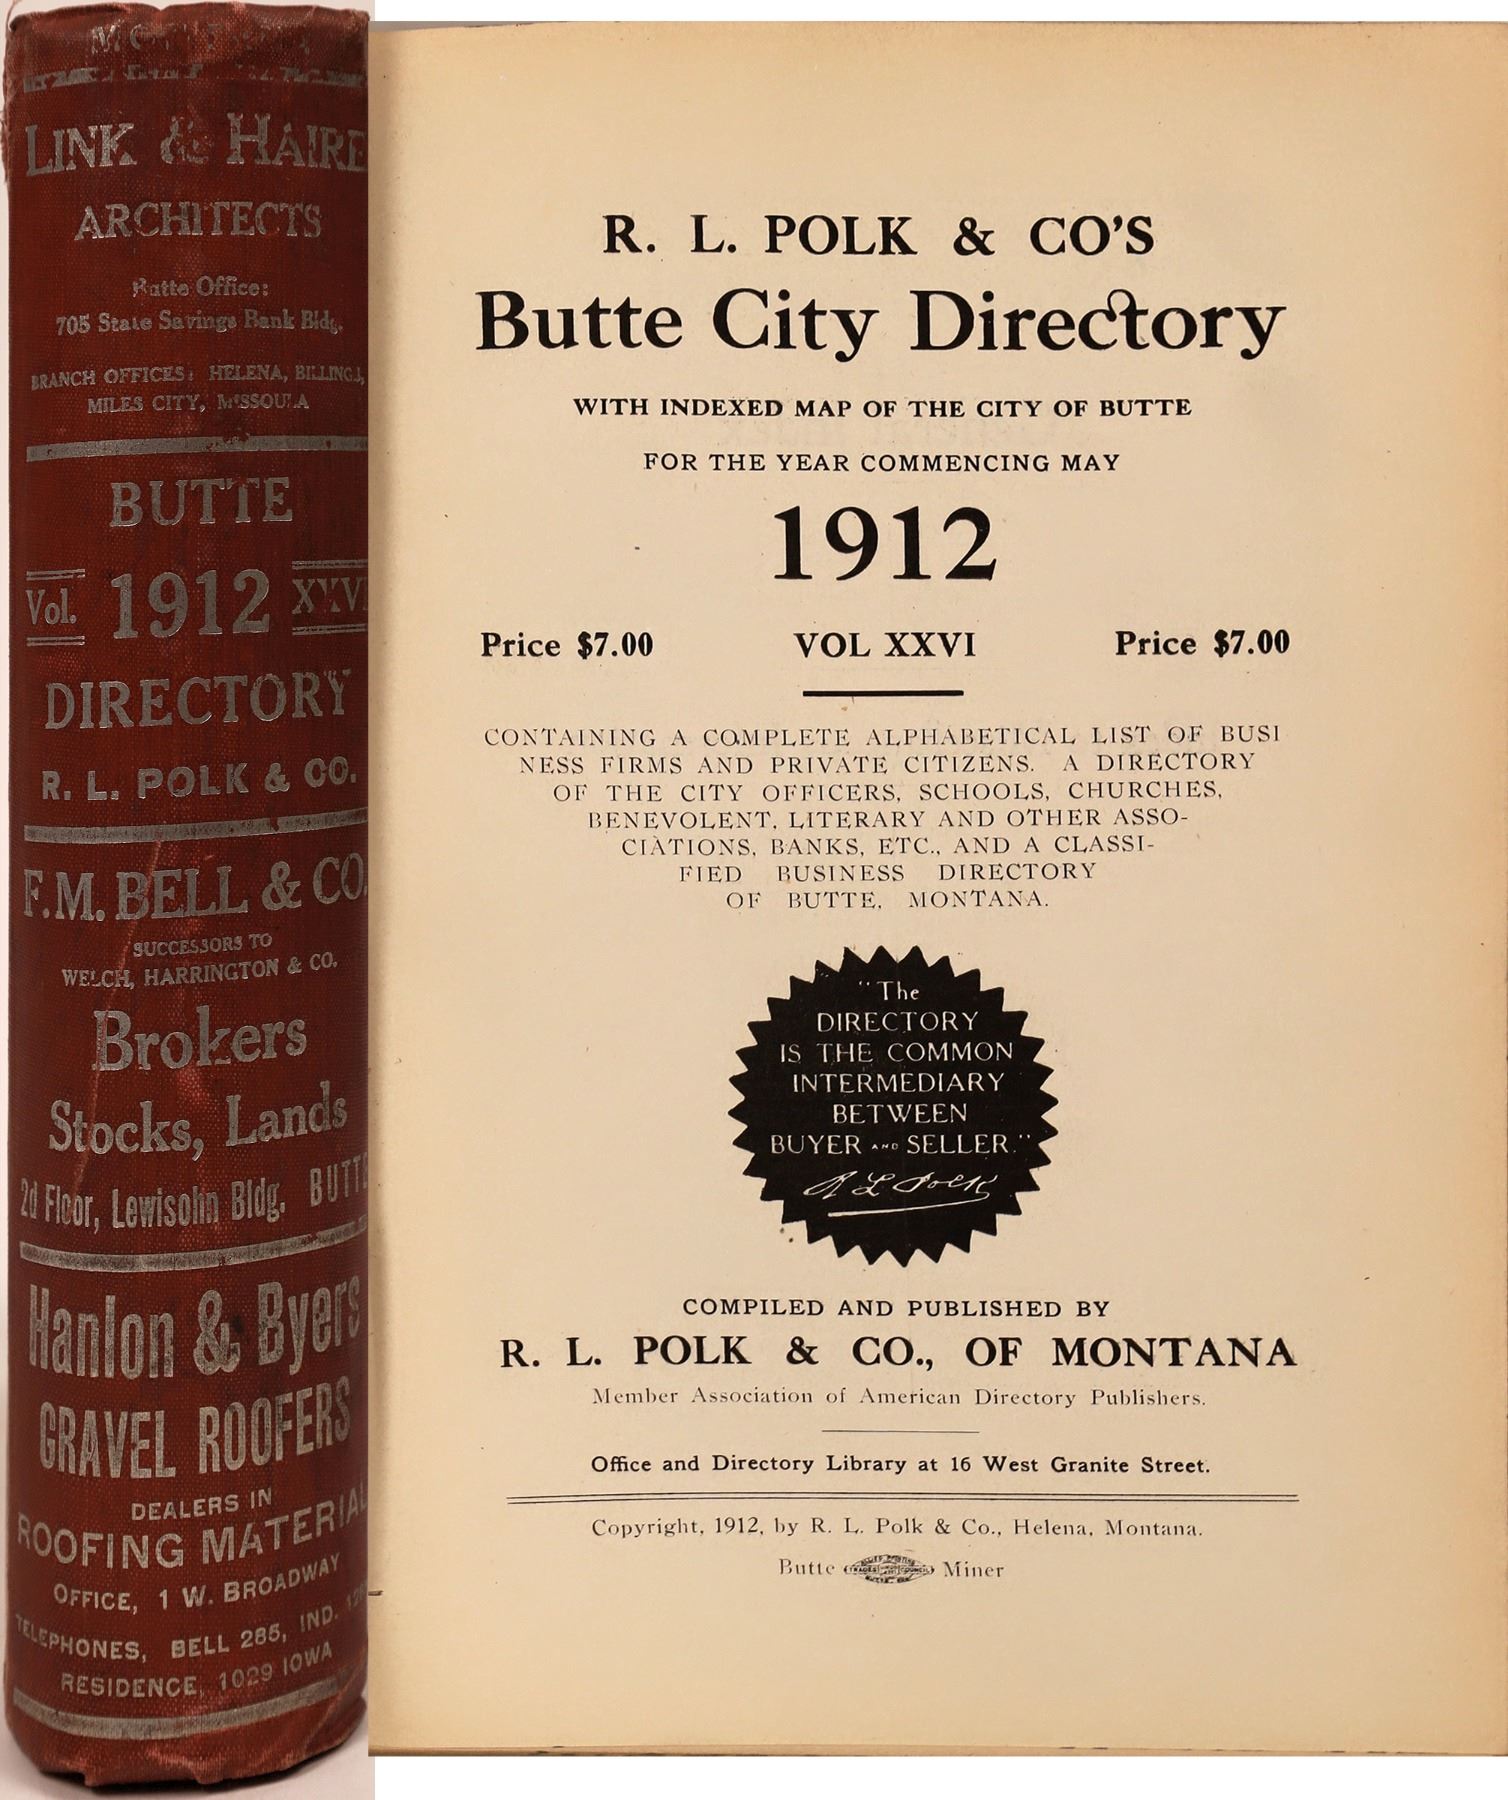 LINK & HAIRE
ARCHITECTS
Butte Office:
705 State Savings Bank Bldg.
BRANCH OFFICES: HELENA, BILLINGS,
MILES CITY, MISSOULA
BUTTE
Vol. 1912 XXVI
DIRECTORY
R. L. POLK & CO.
F.M. BELL & CO.
SUCCESSORS TO
WELCH, HARRINGTON & CO.
Brokers
Stocks, Lands
2d Floor, Lewisohn Bldg. BUTTE
Hanlon & Byers
GRAVEL ROOFERS
DEALERS IN
ROOFING MATERIAL
OFFICE, 1 W. BROADWAY
TELEPHONES, BELL 285, IND.
RESIDENCE, 1029 IOWA
R. L. POLK & CO'S
Butte City Directory
WITH INDEXED MAP OF THE CITY OF BUTTE
FOR THE YEAR COMMENCING MAY
1912
Price $7.00 VOL XXVI Price $7.00
CONTAINING A COMPLETE ALPHABETICAL LIST OF BUSI
NESS FIRMS AND PRIVATE CITIZENS. A DIRECTORY
OF THE CITY OFFICERS, SCHOOLS, CHURCHES,
BENEVOLENT, LITERARY AND OTHER ASSO-
CIATIONS, BANKS, ETC., AND A CLASSI-
FIED BUSINESS DIRECTORY
OF BUTTE, MONTANA.
"The
DIRECTORY
IS THE COMMON
INTERMEDIARY
BETWEEN
BUYER AND SELLER."
R L Polk
COMPILED AND PUBLISHED BY
R. L. POLK & CO., OF MONTANA
Member Association of American Directory Publishers.
Office and Directory Library at 16 West Granite Street.
Copyright, 1912, by R. L. Polk & Co., Helena, Montana.
Butte Miner